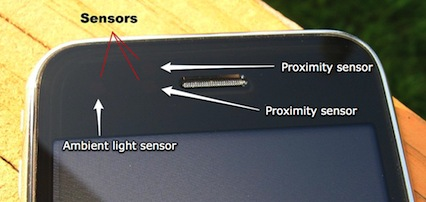 Sensors
Proximity sensor
Proximity sensor
Ambient light sensor